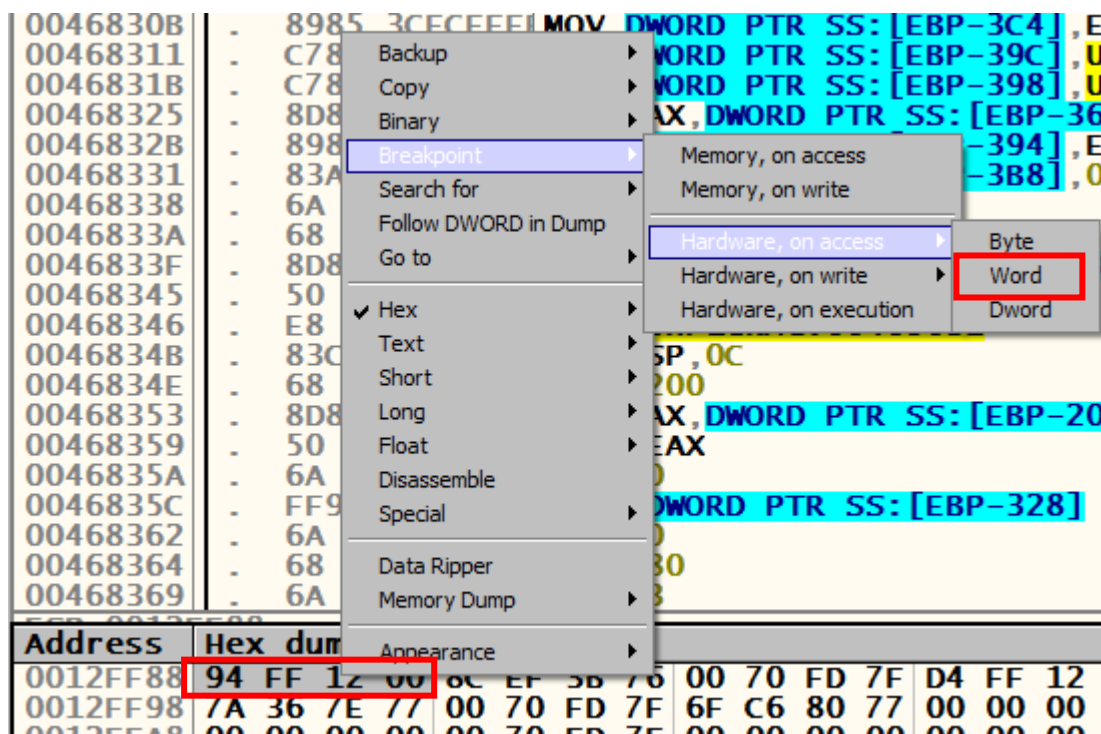 0046830B . 8985 MOV DWORD PTR SS:[EBP-3C4],E
00468311 . C78 WORD PTR SS:[EBP-39C],U
0046831B . C78 WORD PTR SS:[EBP-398],U
00468325 . 8D8 AX,DWORD PTR SS:[EBP-36
0046832B . 898 -394],E
00468331 . 83A -3B8],0
00468338 . 6A
0046833A . 68
0046833F . 8D8
00468345 . 50
00468346 . E8
0046834B . 83C SP,0C
0046834E . 68 200
00468353 . 8D8 AX,DWORD PTR SS:[EBP-20
00468359 . 50 EAX
0046835A . 6A
0046835C . FF9 DWORD PTR SS:[EBP-328]
00468362 . 6A
00468364 . 68 80
00468369 . 6A
Backup
Copy
Binary
Breakpoint
Search for
Follow DWORD in Dump
Go to
Hex
Text
Short
Long
Float
Disassemble
Special
Data Ripper
Memory Dump
Appearance
Memory, on access
Memory, on write
Hardware, on access
Hardware, on write
Hardware, on execution
Byte
Word
Dword
Address Hex dum
0012FF88 94 FF 12 00 8C EF 3B 76 00 70 FD 7F D4 FF 12
0012FF98 7A 36 7E 77 00 70 FD 7F 6F C6 80 77 00 00 00